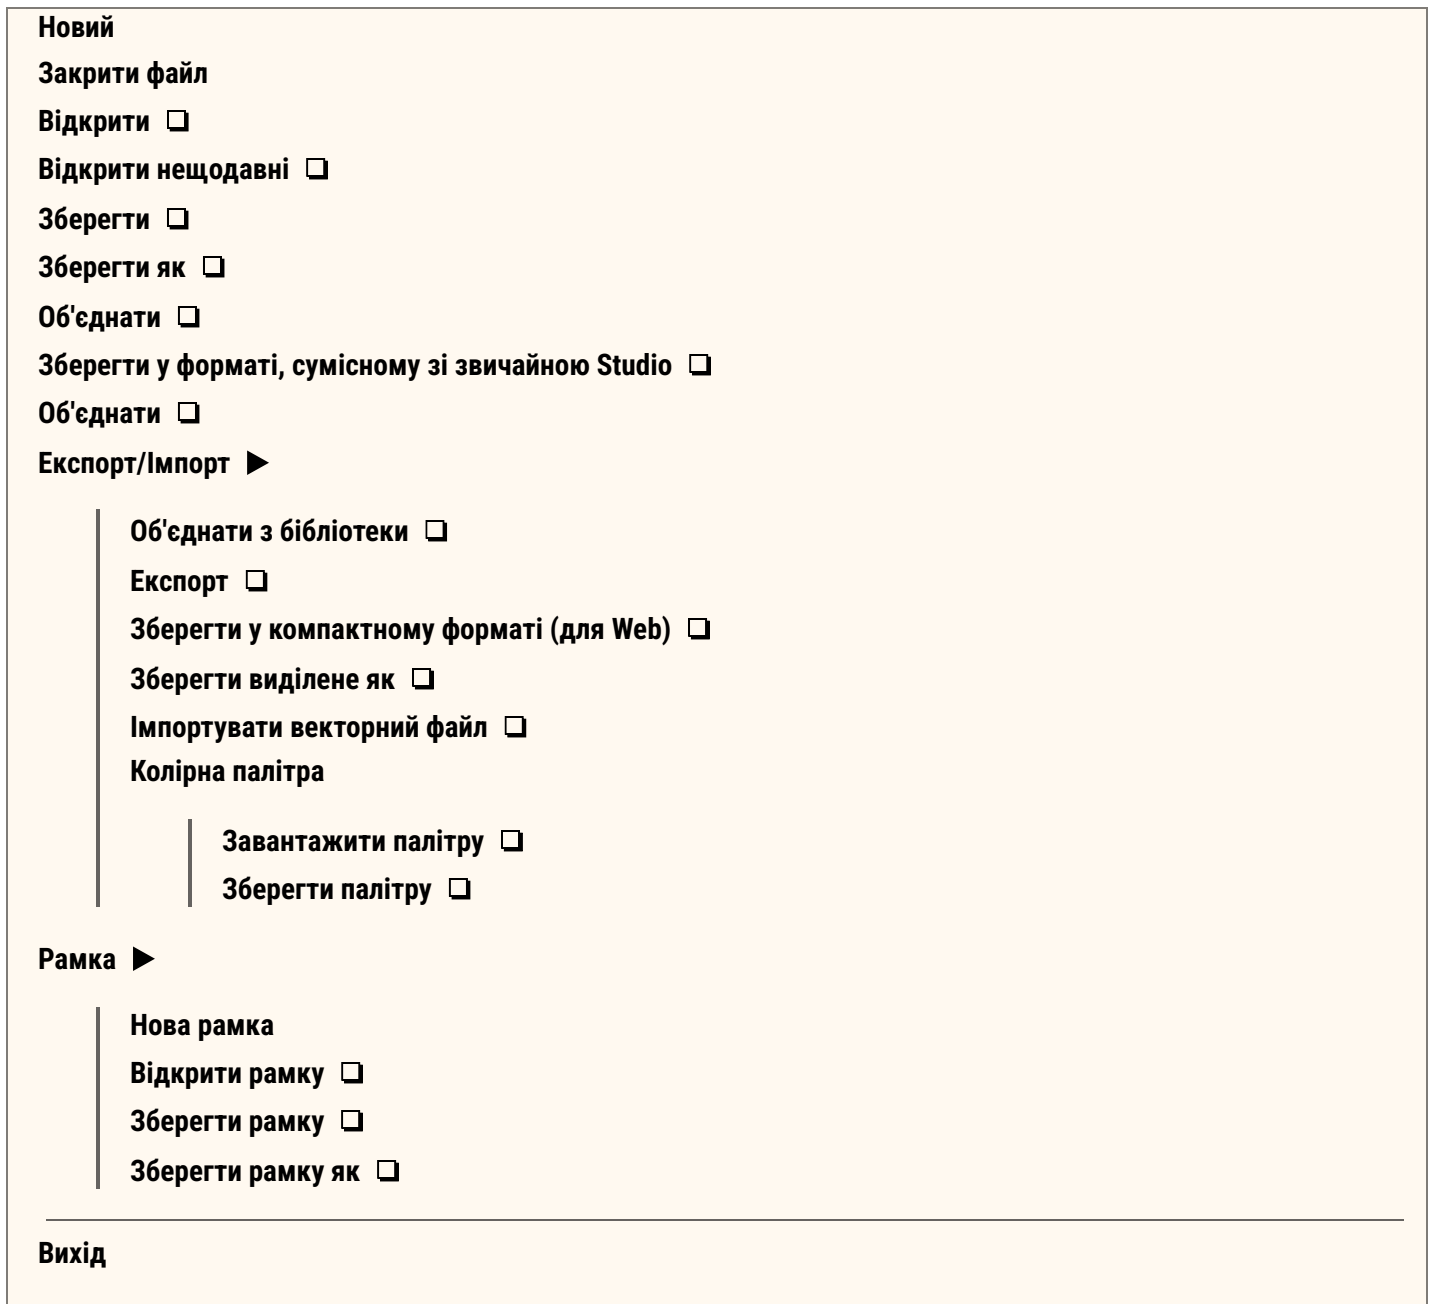 Новий
Закрити файл
Відкрити ❏
Відкрити нещодавні ❏
Зберегти ❏
Зберегти як ❏
Об'єднати ❏
Зберегти у форматі, сумісному зі звичайною Studio ❏
Об'єднати ❏
Експорт/Імпорт ▶
Об'єднати з бібліотеки ❏
Експорт ❏
Зберегти у компактному форматі (для Web) ❏
Зберегти виділене як ❏
Імпортувати векторний файл ❏
Колірна палітра
Завантажити палітру ❏
Зберегти палітру ❏
Рамка ▶
Нова рамка
Відкрити рамку ❏
Зберегти рамку ❏
Зберегти рамку як ❏
Вихід